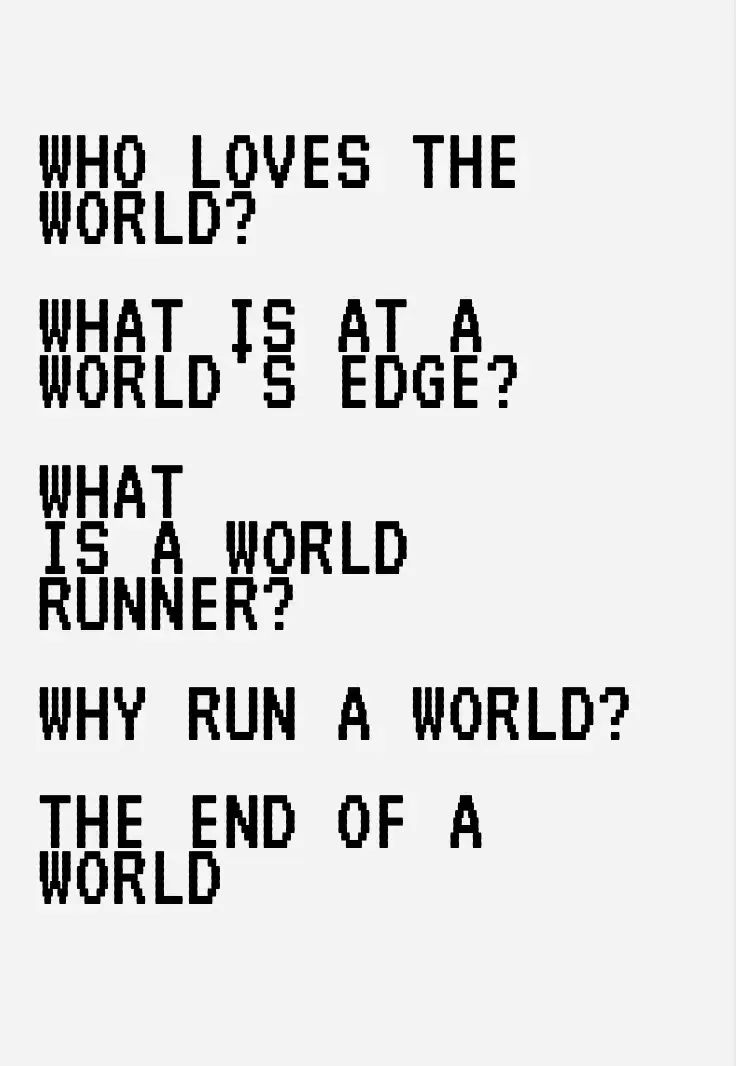 WHO LOVES THE
WORLD?
WHAT IS AT A
WORLD'S EDGE?
WHAT
IS A WORLD
RUNNER?
WHY RUN A WORLD?
THE END OF A
WORLD